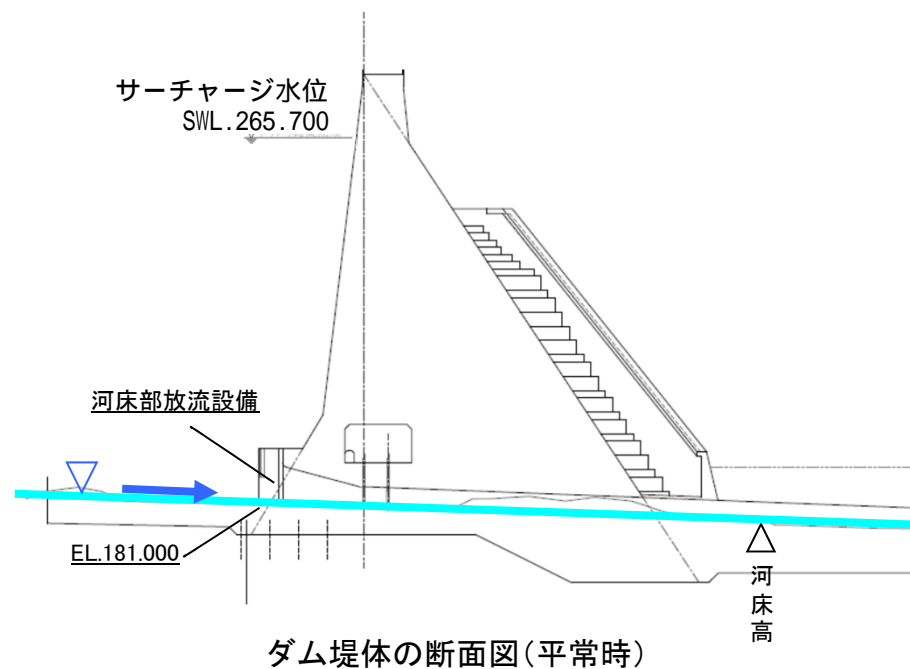 サーチャージ水位
SWL.265.700
河床部放流設備
EL.181.000
河床高
ダム堤体の断面図(平常時)